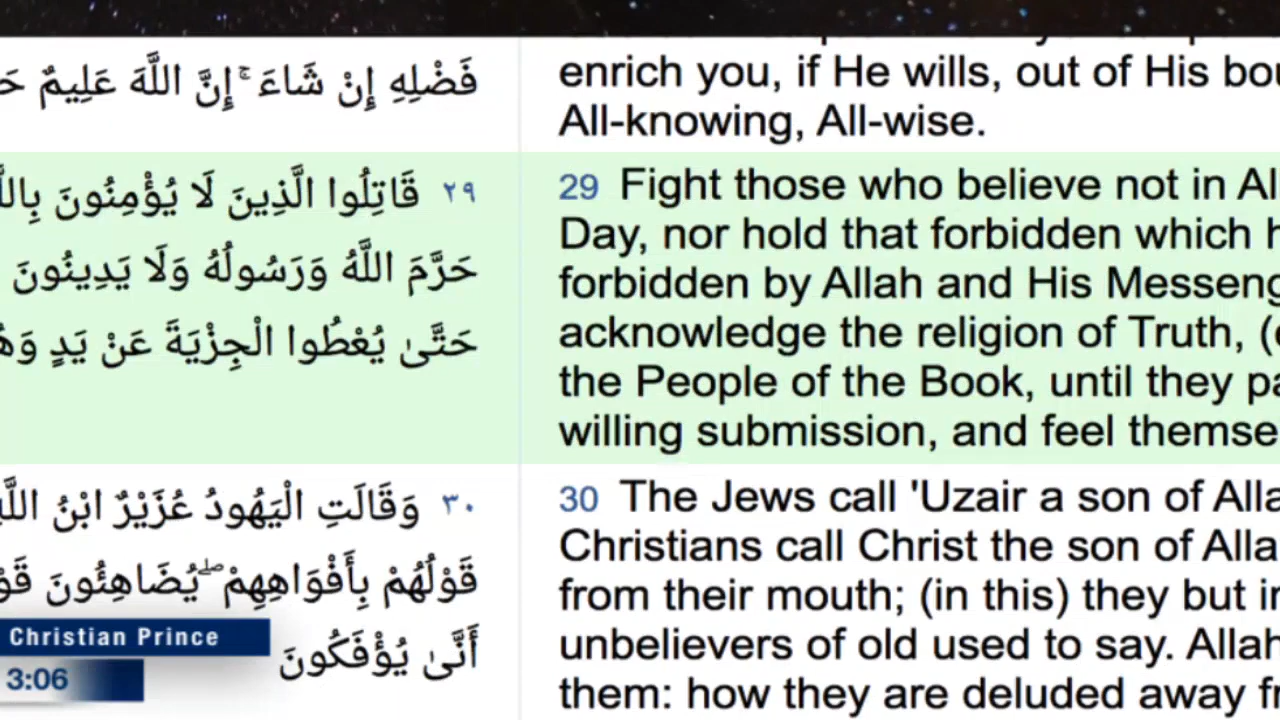 فَضْلِهِ إِنْ شَاءَ ۚ إِنَّ اللَّهَ عَلِيمٌ
٢٩ قَاتِلُوا الَّذِينَ لَا يُؤْمِنُونَ
حَرَّمَ اللَّهُ وَرَسُولُهُ وَلَا يَدِينُونَ
حَتَّىٰ يُعْطُوا الْجِزْيَةَ عَنْ يَدٍ
٣٠ وَقَالَتِ الْيَهُودُ عُزَيْرٌ ابْنُ
قَوْلُهُمْ بِأَفْوَاهِهِمْ ۖ يُضَاهِئُونَ
أَنَّىٰ يُؤْفَكُونَ
enrich you, if He wills, out of His
All-knowing, All-wise.
29 Fight those who believe not in
Day, nor hold that forbidden which
forbidden by Allah and His
acknowledge the religion of Truth,
the People of the Book, until they
willing submission, and feel
30 The Jews call 'Uzair a son of
Christians call Christ the son of
from their mouth; (in this) they but
unbelievers of old used to say. Allah
them: how they are deluded away
Christian Prince
3:06